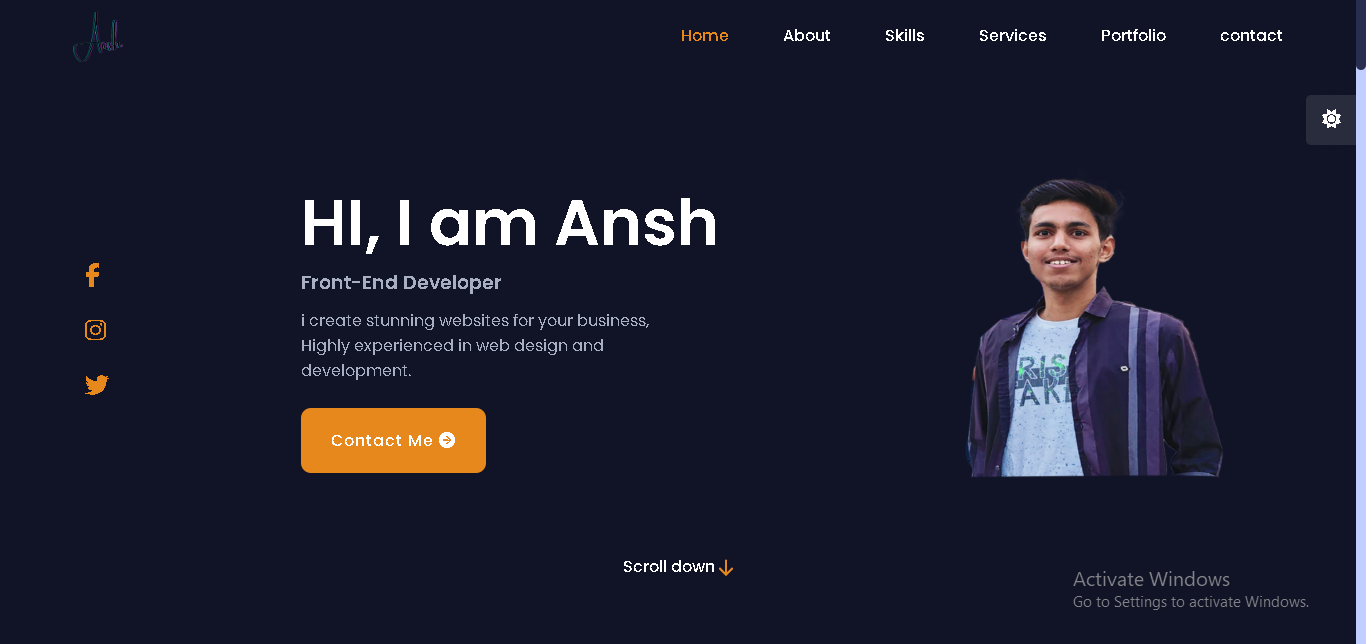 Home About Skills Services Portfolio contact
HI, I am Ansh
Front-End Developer
i create stunning websites for your business,
Highly experienced in web design and
development.
Contact Me
Scroll down
Activate Windows
Go to Settings to activate Windows.